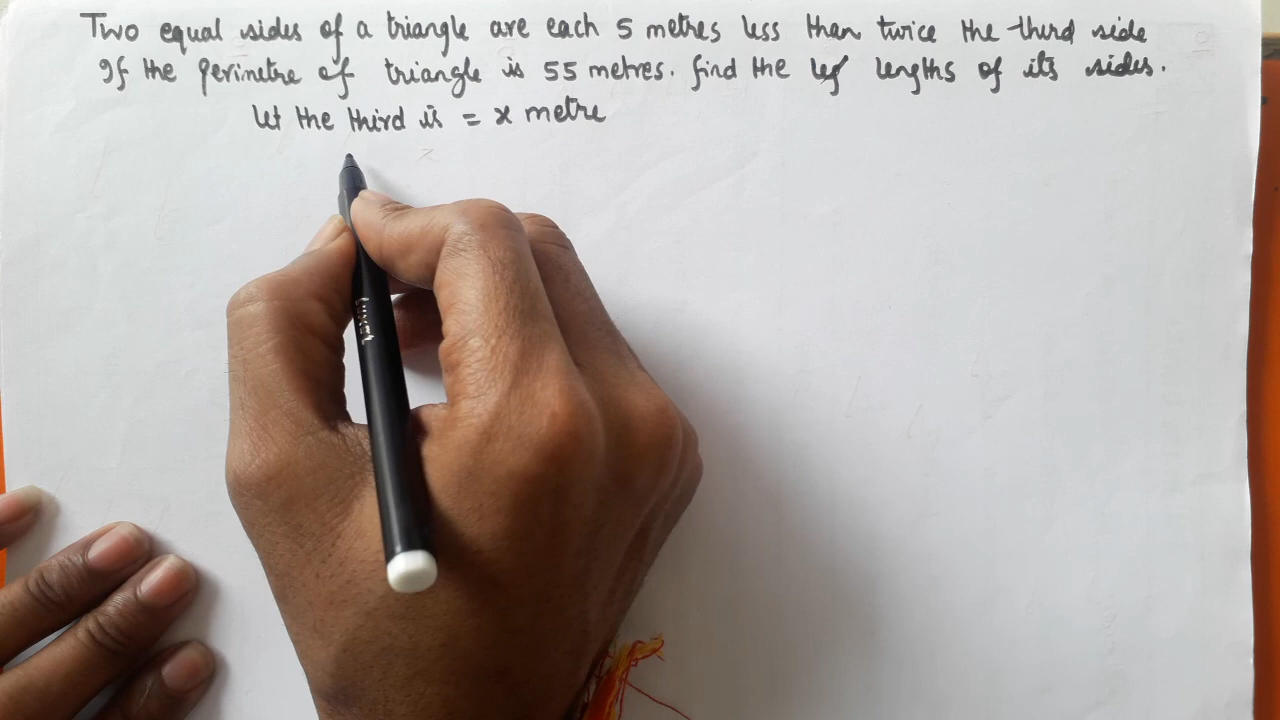 Two equal sides of a triangle are each 5 metres less than twice the third side
If the perimetre of triangle is 55 metres. find the lengths of its sides.
let the third is = x metre
LUXOR